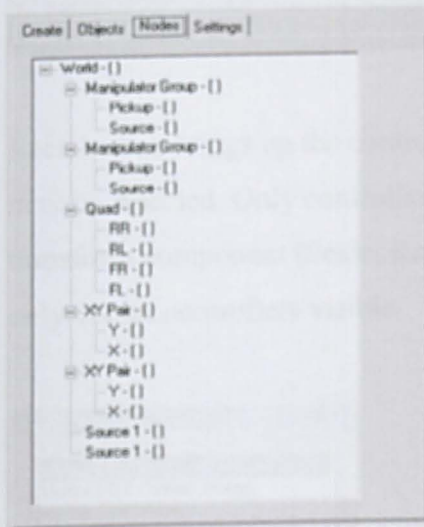 Create | Objects | Nodes | Settings |
World - [ ]
Manipulator Group - [ ]
Pickup - [ ]
Source - [ ]
Manipulator Group - [ ]
Pickup - [ ]
Source - [ ]
Quad - [ ]
RR - [ ]
RL - [ ]
FR - [ ]
FL - [ ]
XY Pair - [ ]
Y - [ ]
X - [ ]
XY Pair - [ ]
Y - [ ]
X - [ ]
Source 1 - [ ]
Source 1 - [ ]